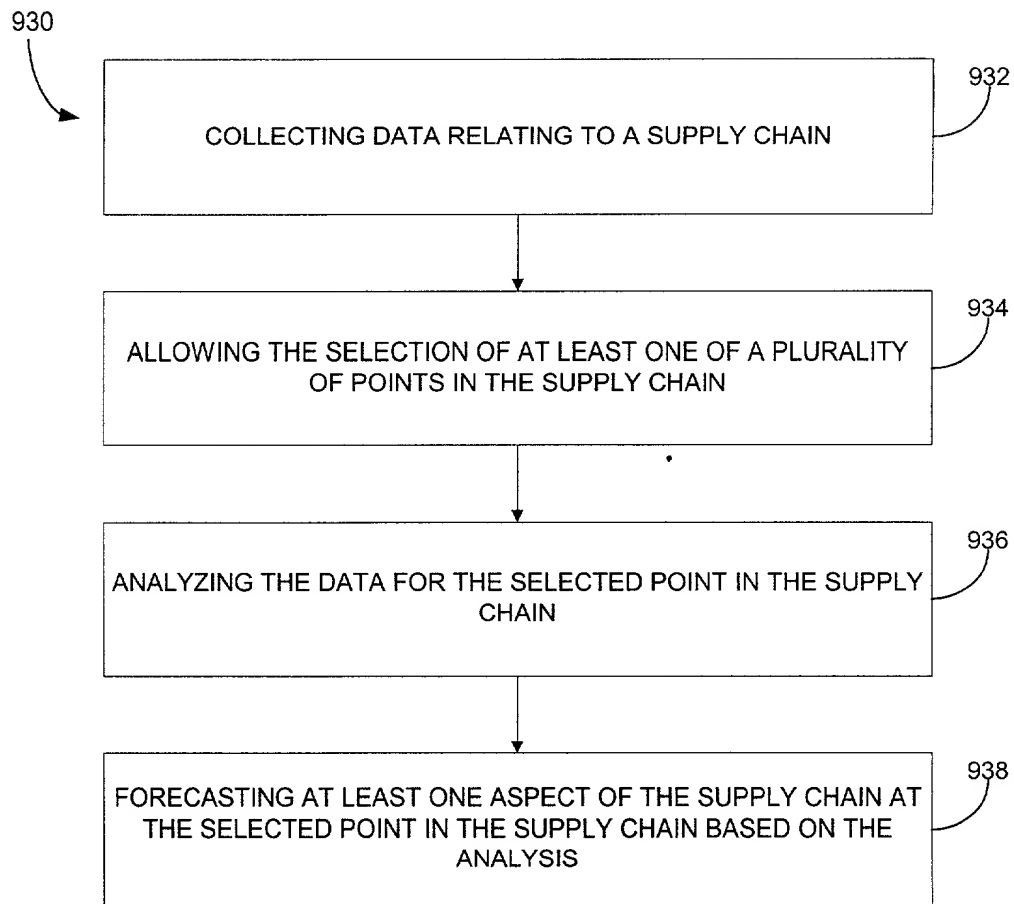 930
932
COLLECTING DATA RELATING TO A SUPPLY CHAIN
934
ALLOWING THE SELECTION OF AT LEAST ONE OF A PLURALITY
OF POINTS IN THE SUPPLY CHAIN
936
ANALYZING THE DATA FOR THE SELECTED POINT IN THE SUPPLY
CHAIN
938
FORECASTING AT LEAST ONE ASPECT OF THE SUPPLY CHAIN AT
THE SELECTED POINT IN THE SUPPLY CHAIN BASED ON THE
ANALYSIS